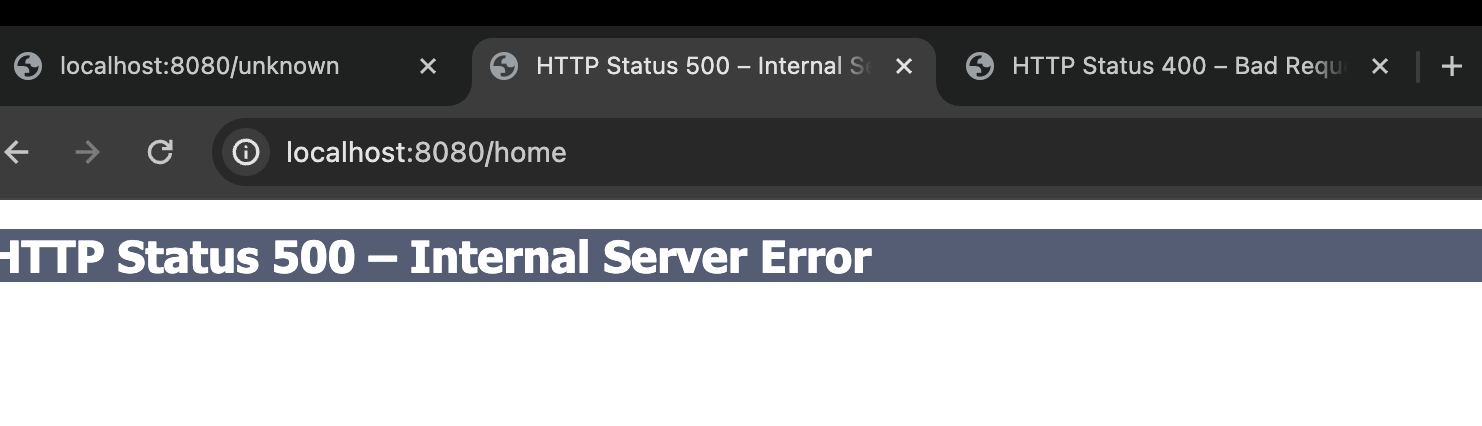 localhost:8080/unknown
HTTP Status 500 – Internal
HTTP Status 400 – Bad Requ
localhost:8080/home
HTTP Status 500 – Internal Server Error